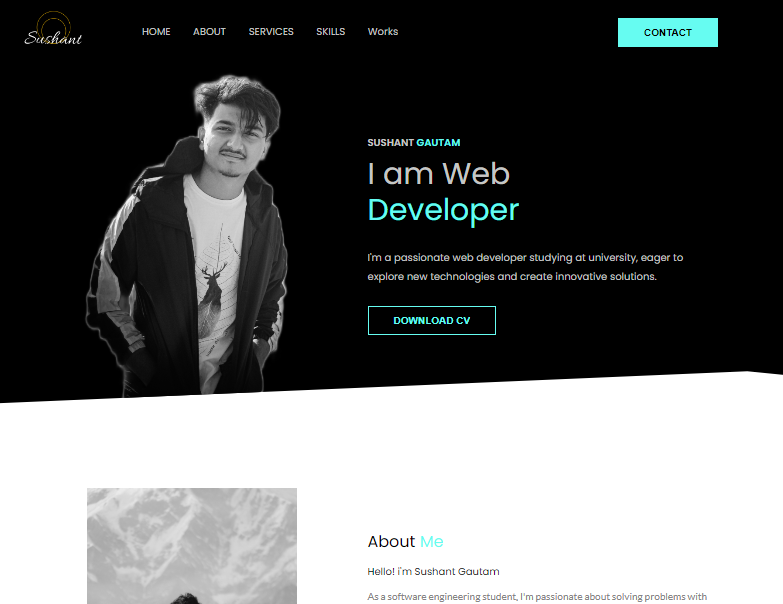 Sushant
HOME ABOUT SERVICES SKILLS Works
CONTACT
SUSHANT GAUTAM
I am Web
Developer
I'm a passionate web developer studying at university, eager to
explore new technologies and create innovative solutions.
DOWNLOAD CV
About Me
Hello! i'm Sushant Gautam
As a software engineering student, I'm passionate about solving problems with